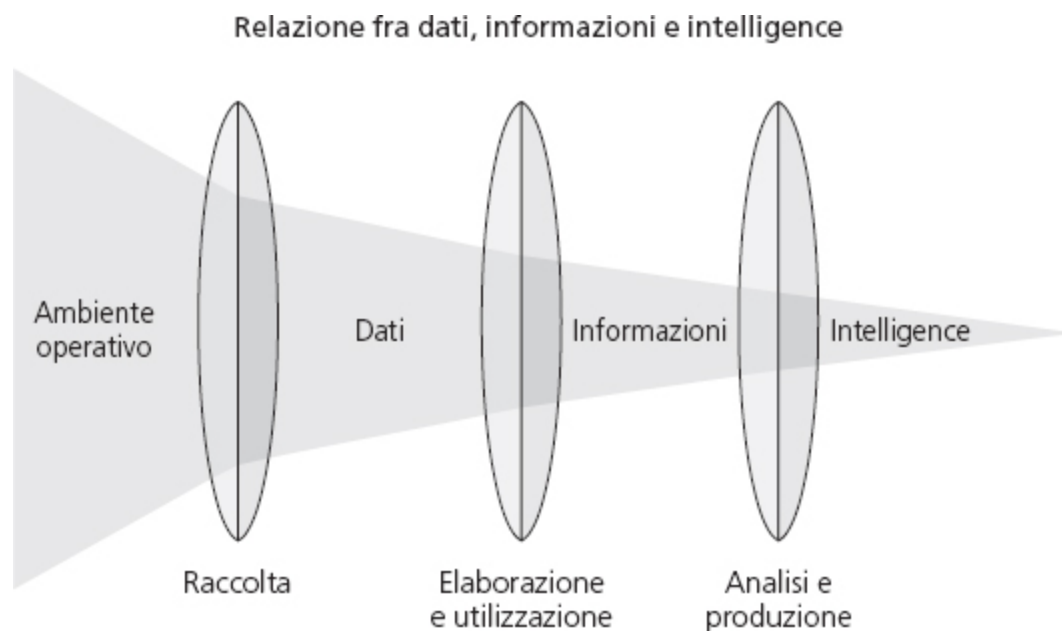 Relazione fra dati, informazioni e intelligence
Ambiente
operativo
Dati
Informazioni
Intelligence
Raccolta
Elaborazione
e utilizzazione
Analisi e
produzione